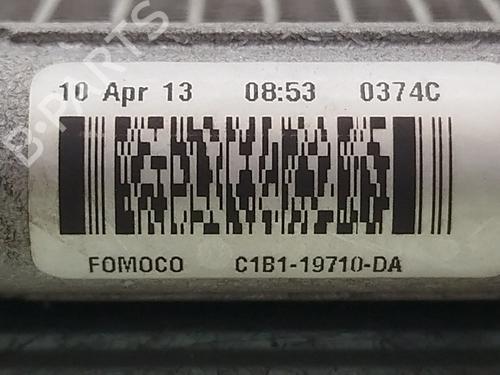 10 Apr 13 08:53 0374C
FOMOCO C1B1-19710-DA
B-PARTS